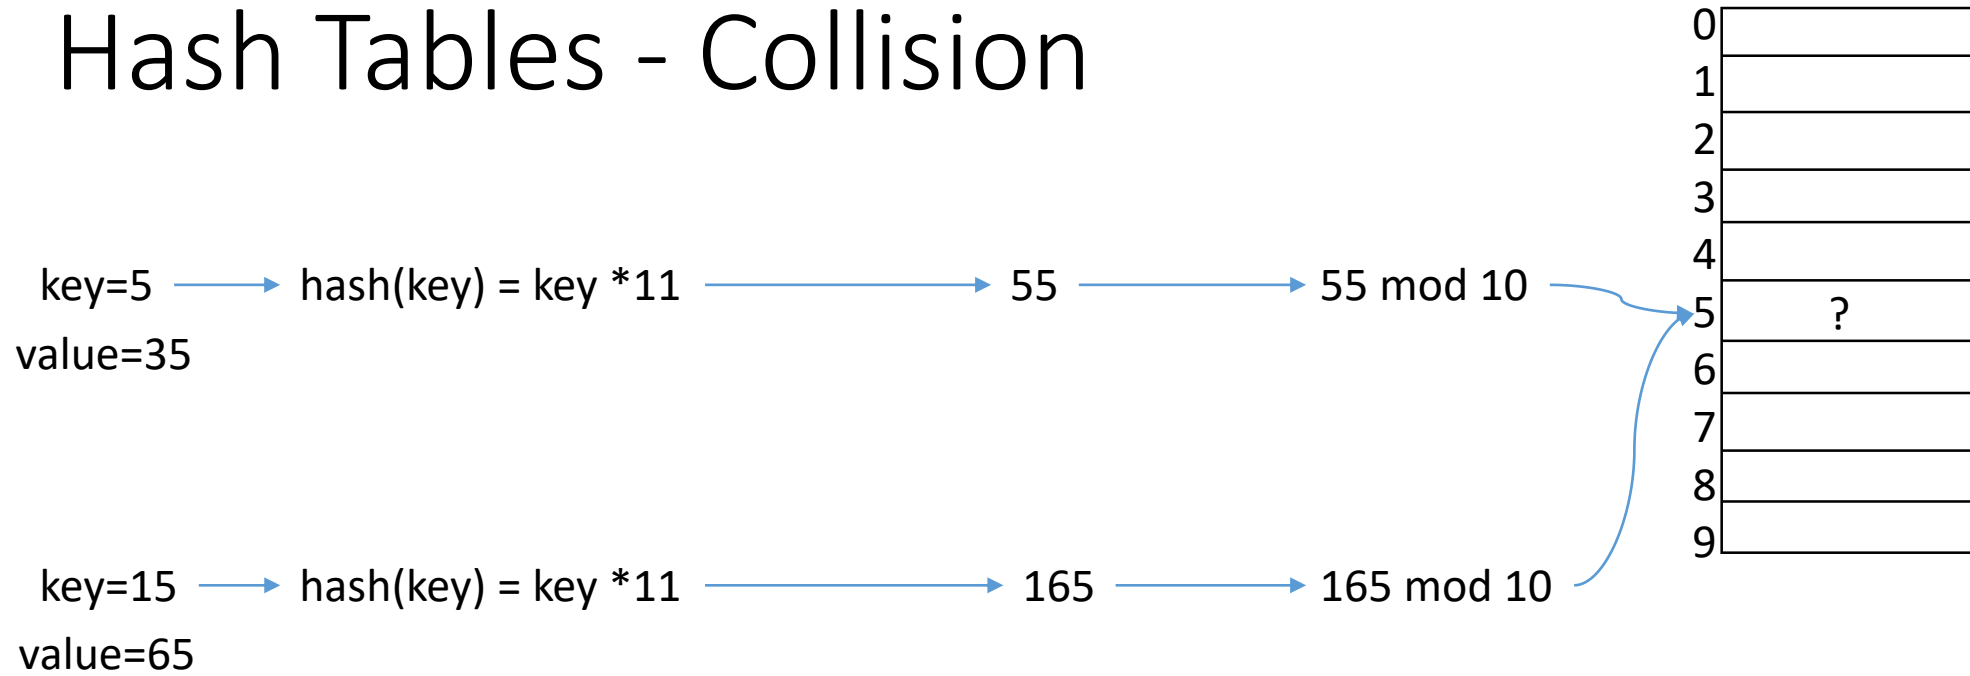 Hash Tables - Collision
key=5
value=35
hash(key) = key *11
55
55 mod 10
key=15
value=65
hash(key) = key *11
165
165 mod 10
0
1
2
3
4
5 ?
6
7
8
9